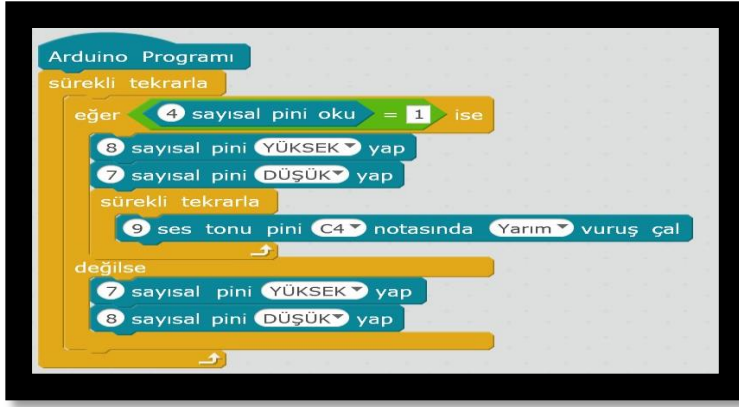 Arduino Programı
sürekli tekrarla
eğer 4 sayısal pini oku = 1 ise
8 sayısal pini YÜKSEK yap
7 sayısal pini DÜŞÜK yap
sürekli tekrarla
9 ses tonu pini C4 notasında Yarım vuruş çal
değilse
7 sayısal pini YÜKSEK yap
8 sayısal pini DÜŞÜK yap